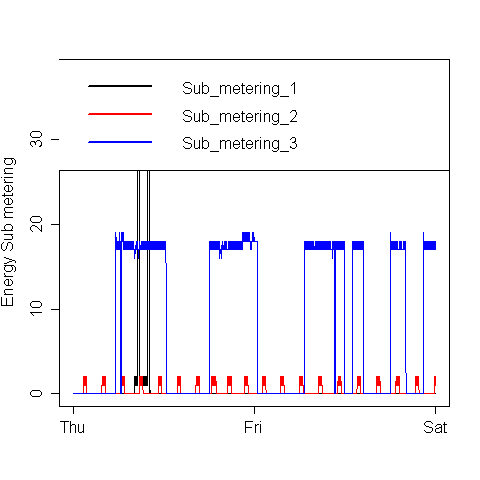 Sub_metering_1
Sub_metering_2
Sub_metering_3
Energy Sub metering
30
20
10
0
Thu Fri Sat